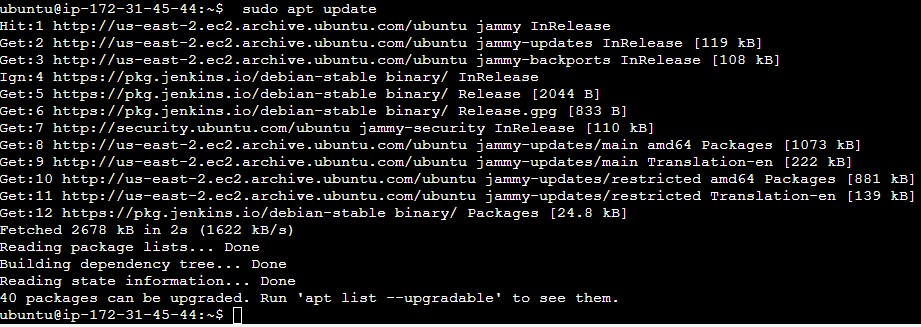 ubuntu@ip-172-31-45-44:~$  sudo apt update
Hit:1 http://us-east-2.ec2.archive.ubuntu.com/ubuntu jammy InRelease
Get:2 http://us-east-2.ec2.archive.ubuntu.com/ubuntu jammy-updates InRelease [119 kB]
Get:3 http://us-east-2.ec2.archive.ubuntu.com/ubuntu jammy-backports InRelease [108 kB]
Ign:4 https://pkg.jenkins.io/debian-stable binary/ InRelease
Get:5 https://pkg.jenkins.io/debian-stable binary/ Release [2044 B]
Get:6 https://pkg.jenkins.io/debian-stable binary/ Release.gpg [833 B]
Get:7 http://security.ubuntu.com/ubuntu jammy-security InRelease [110 kB]
Get:8 http://us-east-2.ec2.archive.ubuntu.com/ubuntu jammy-updates/main amd64 Packages [1073 kB]
Get:9 http://us-east-2.ec2.archive.ubuntu.com/ubuntu jammy-updates/main Translation-en [222 kB]
Get:10 http://us-east-2.ec2.archive.ubuntu.com/ubuntu jammy-updates/restricted amd64 Packages [881 kB]
Get:11 http://us-east-2.ec2.archive.ubuntu.com/ubuntu jammy-updates/restricted Translation-en [139 kB]
Get:12 https://pkg.jenkins.io/debian-stable binary/ Packages [24.8 kB]
Fetched 2678 kB in 2s (1622 kB/s)
Reading package lists... Done
Building dependency tree... Done
Reading state information... Done
40 packages can be upgraded. Run 'apt list --upgradable' to see them.
ubuntu@ip-172-31-45-44:~$